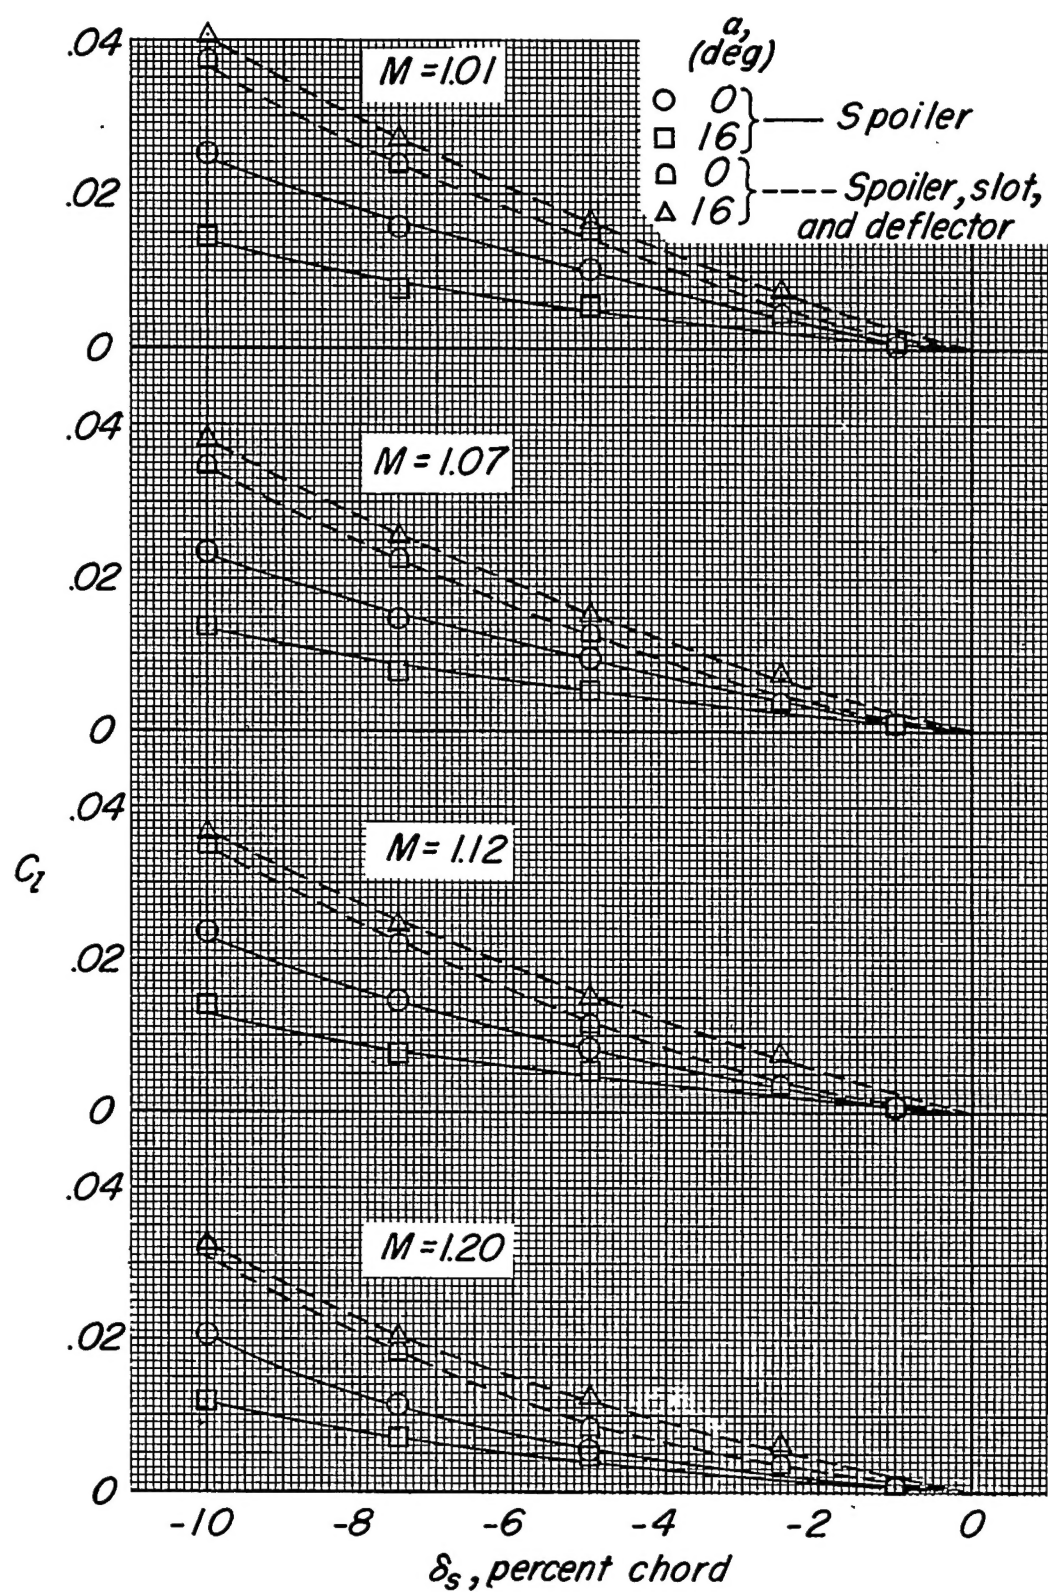 α,
(deg)
0
16
Spoiler
0
16
Spoiler, slot,
and deflector
.04
.02
0
M = 1.01
.04
.02
0
M = 1.07
.04
.02
0
M = 1.12
C_l
.04
.02
0
M = 1.20
-10 -8 -6 -4 -2 0
δ_s, percent chord